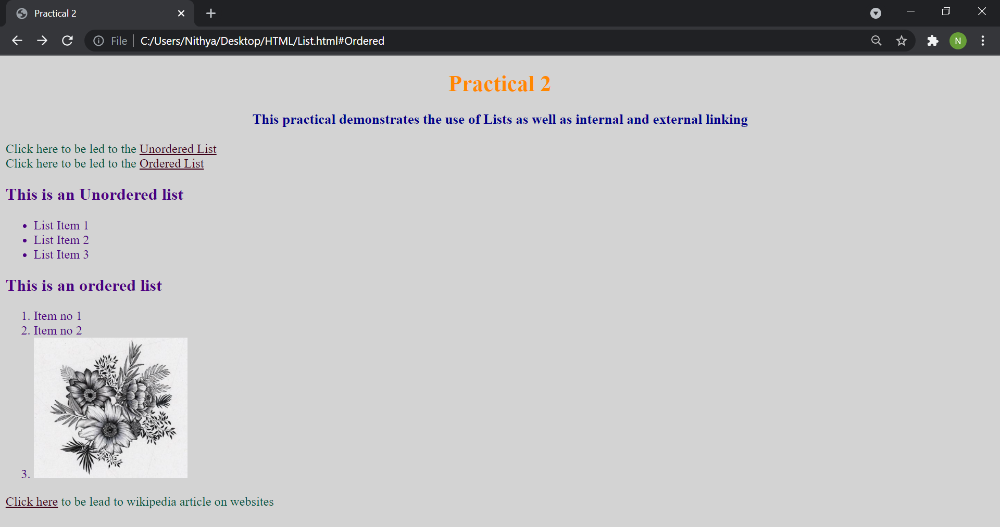 Practical 2
File
C:/Users/Nithya/Desktop/HTML/List.html#Ordered
N
Practical 2
This practical demonstrates the use of Lists as well as internal and external linking
Click here to be led to the Unordered List
Click here to be led to the Ordered List
This is an Unordered list
• List Item 1
• List Item 2
• List Item 3
This is an ordered list
1. Item no 1
2. Item no 2
3.
Click here to be lead to wikipedia article on websites